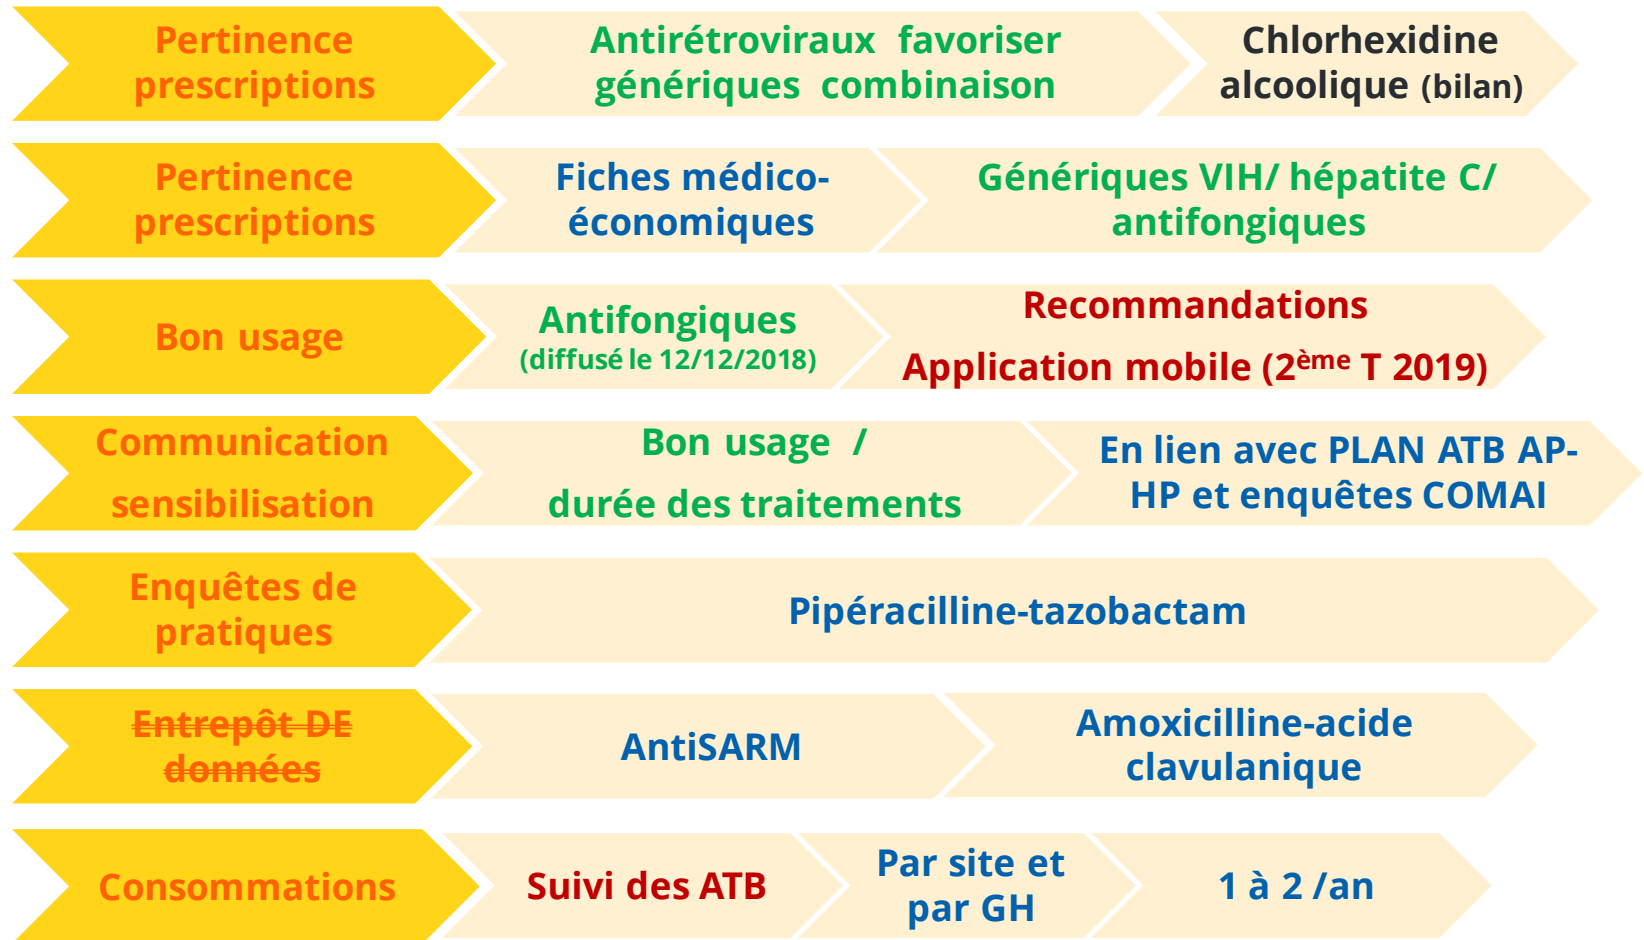 Pertinence
prescriptions
Antirétroviraux favoriser
génériques combinaison
Chlorhexidine
alcoolique (bilan)
Pertinence
prescriptions
Fiches médico-
économiques
Génériques VIH/ hépatite C/
antifongiques
Bon usage
Antifongiques
(diffusé le 12/12/2018)
Recommandations
Application mobile (2ème T 2019)
Communication
sensibilisation
Bon usage /
durée des traitements
En lien avec PLAN ATB AP-
HP et enquêtes COMAI
Enquêtes de
pratiques
Pipéracilline-tazobactam
Entrepôt DE
données
AntiSARM
Amoxicilline-acide
clavulanique
Consommations
Suivi des ATB
Par site et
par GH
1 à 2 /an